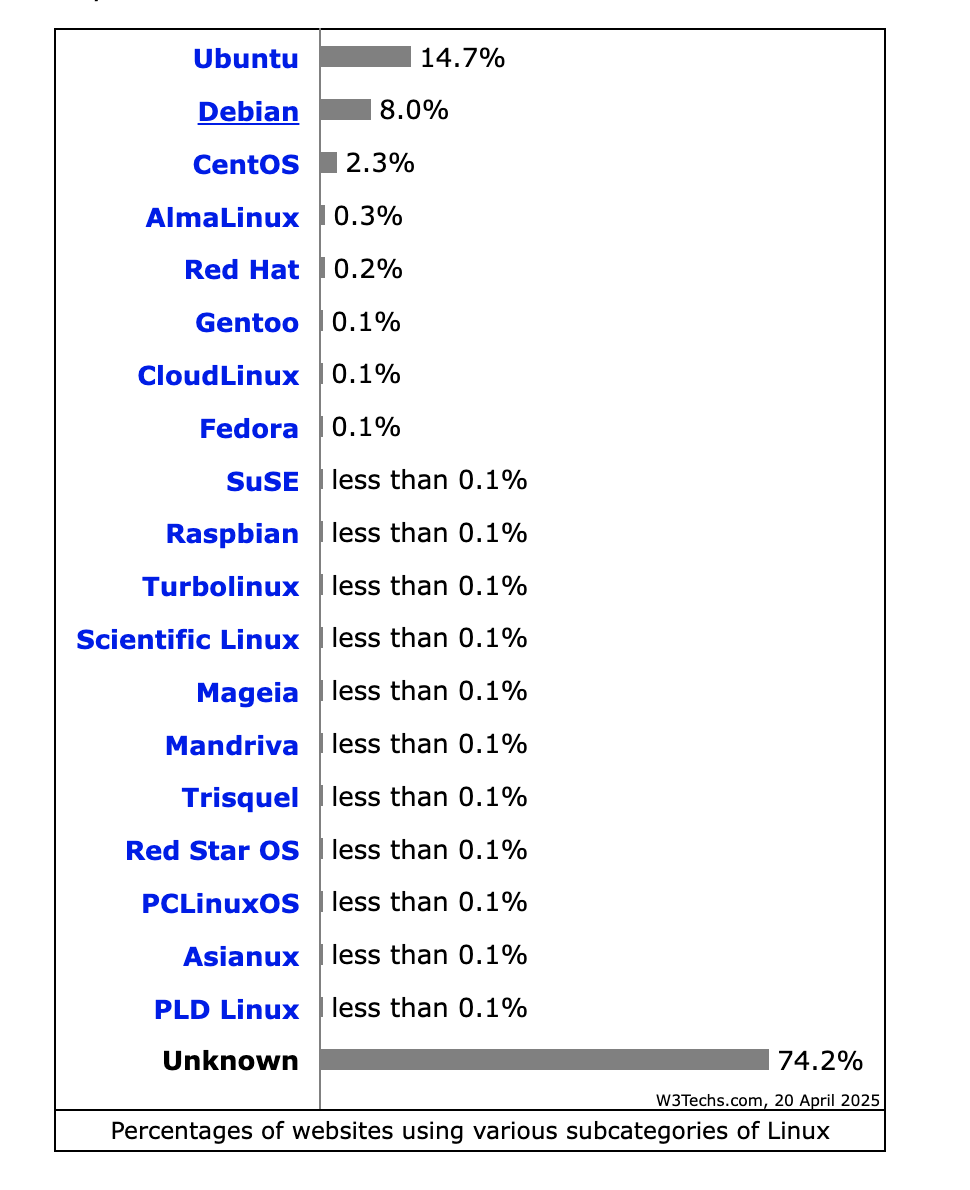 Ubuntu 14.7%
Debian 8.0%
CentOS 2.3%
AlmaLinux 0.3%
Red Hat 0.2%
Gentoo 0.1%
CloudLinux 0.1%
Fedora 0.1%
SuSE less than 0.1%
Raspbian less than 0.1%
Turbolinux less than 0.1%
Scientific Linux less than 0.1%
Mageia less than 0.1%
Mandriva less than 0.1%
Trisquel less than 0.1%
Red Star OS less than 0.1%
PCLinuxOS less than 0.1%
Asianux less than 0.1%
PLD Linux less than 0.1%
Unknown 74.2%
W3Techs.com, 20 April 2025
Percentages of websites using various subcategories of Linux